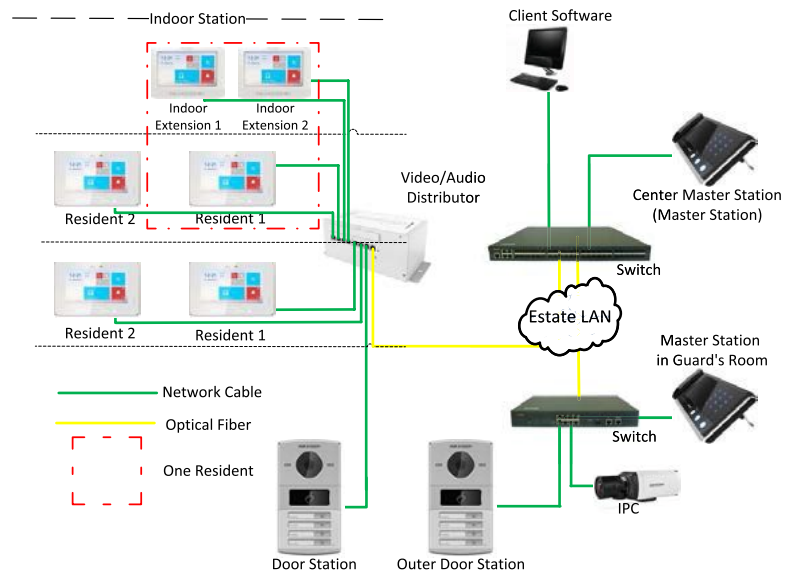 Indoor Station
Client Software
Indoor
Extension 1
Indoor
Extension 2
Video/Audio
Distributor
Center Master Station
(Master Station)
Resident 2
Resident 1
Switch
Estate LAN
Resident 2
Resident 1
Master Station
in Guard's Room
Network Cable
Optical Fiber
Switch
One Resident
IPC
Door Station
Outer Door Station